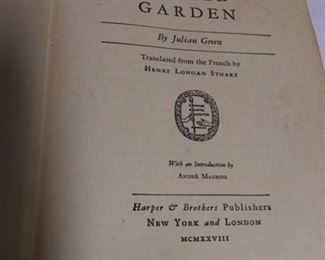 GARDEN
By Julian Green
Translated from the French by
HENRY LONGAN STUART
With an Introduction by
ANDRÉ MAUROIS
Harper & Brothers Publishers
NEW YORK and LONDON
MCMXXVIII